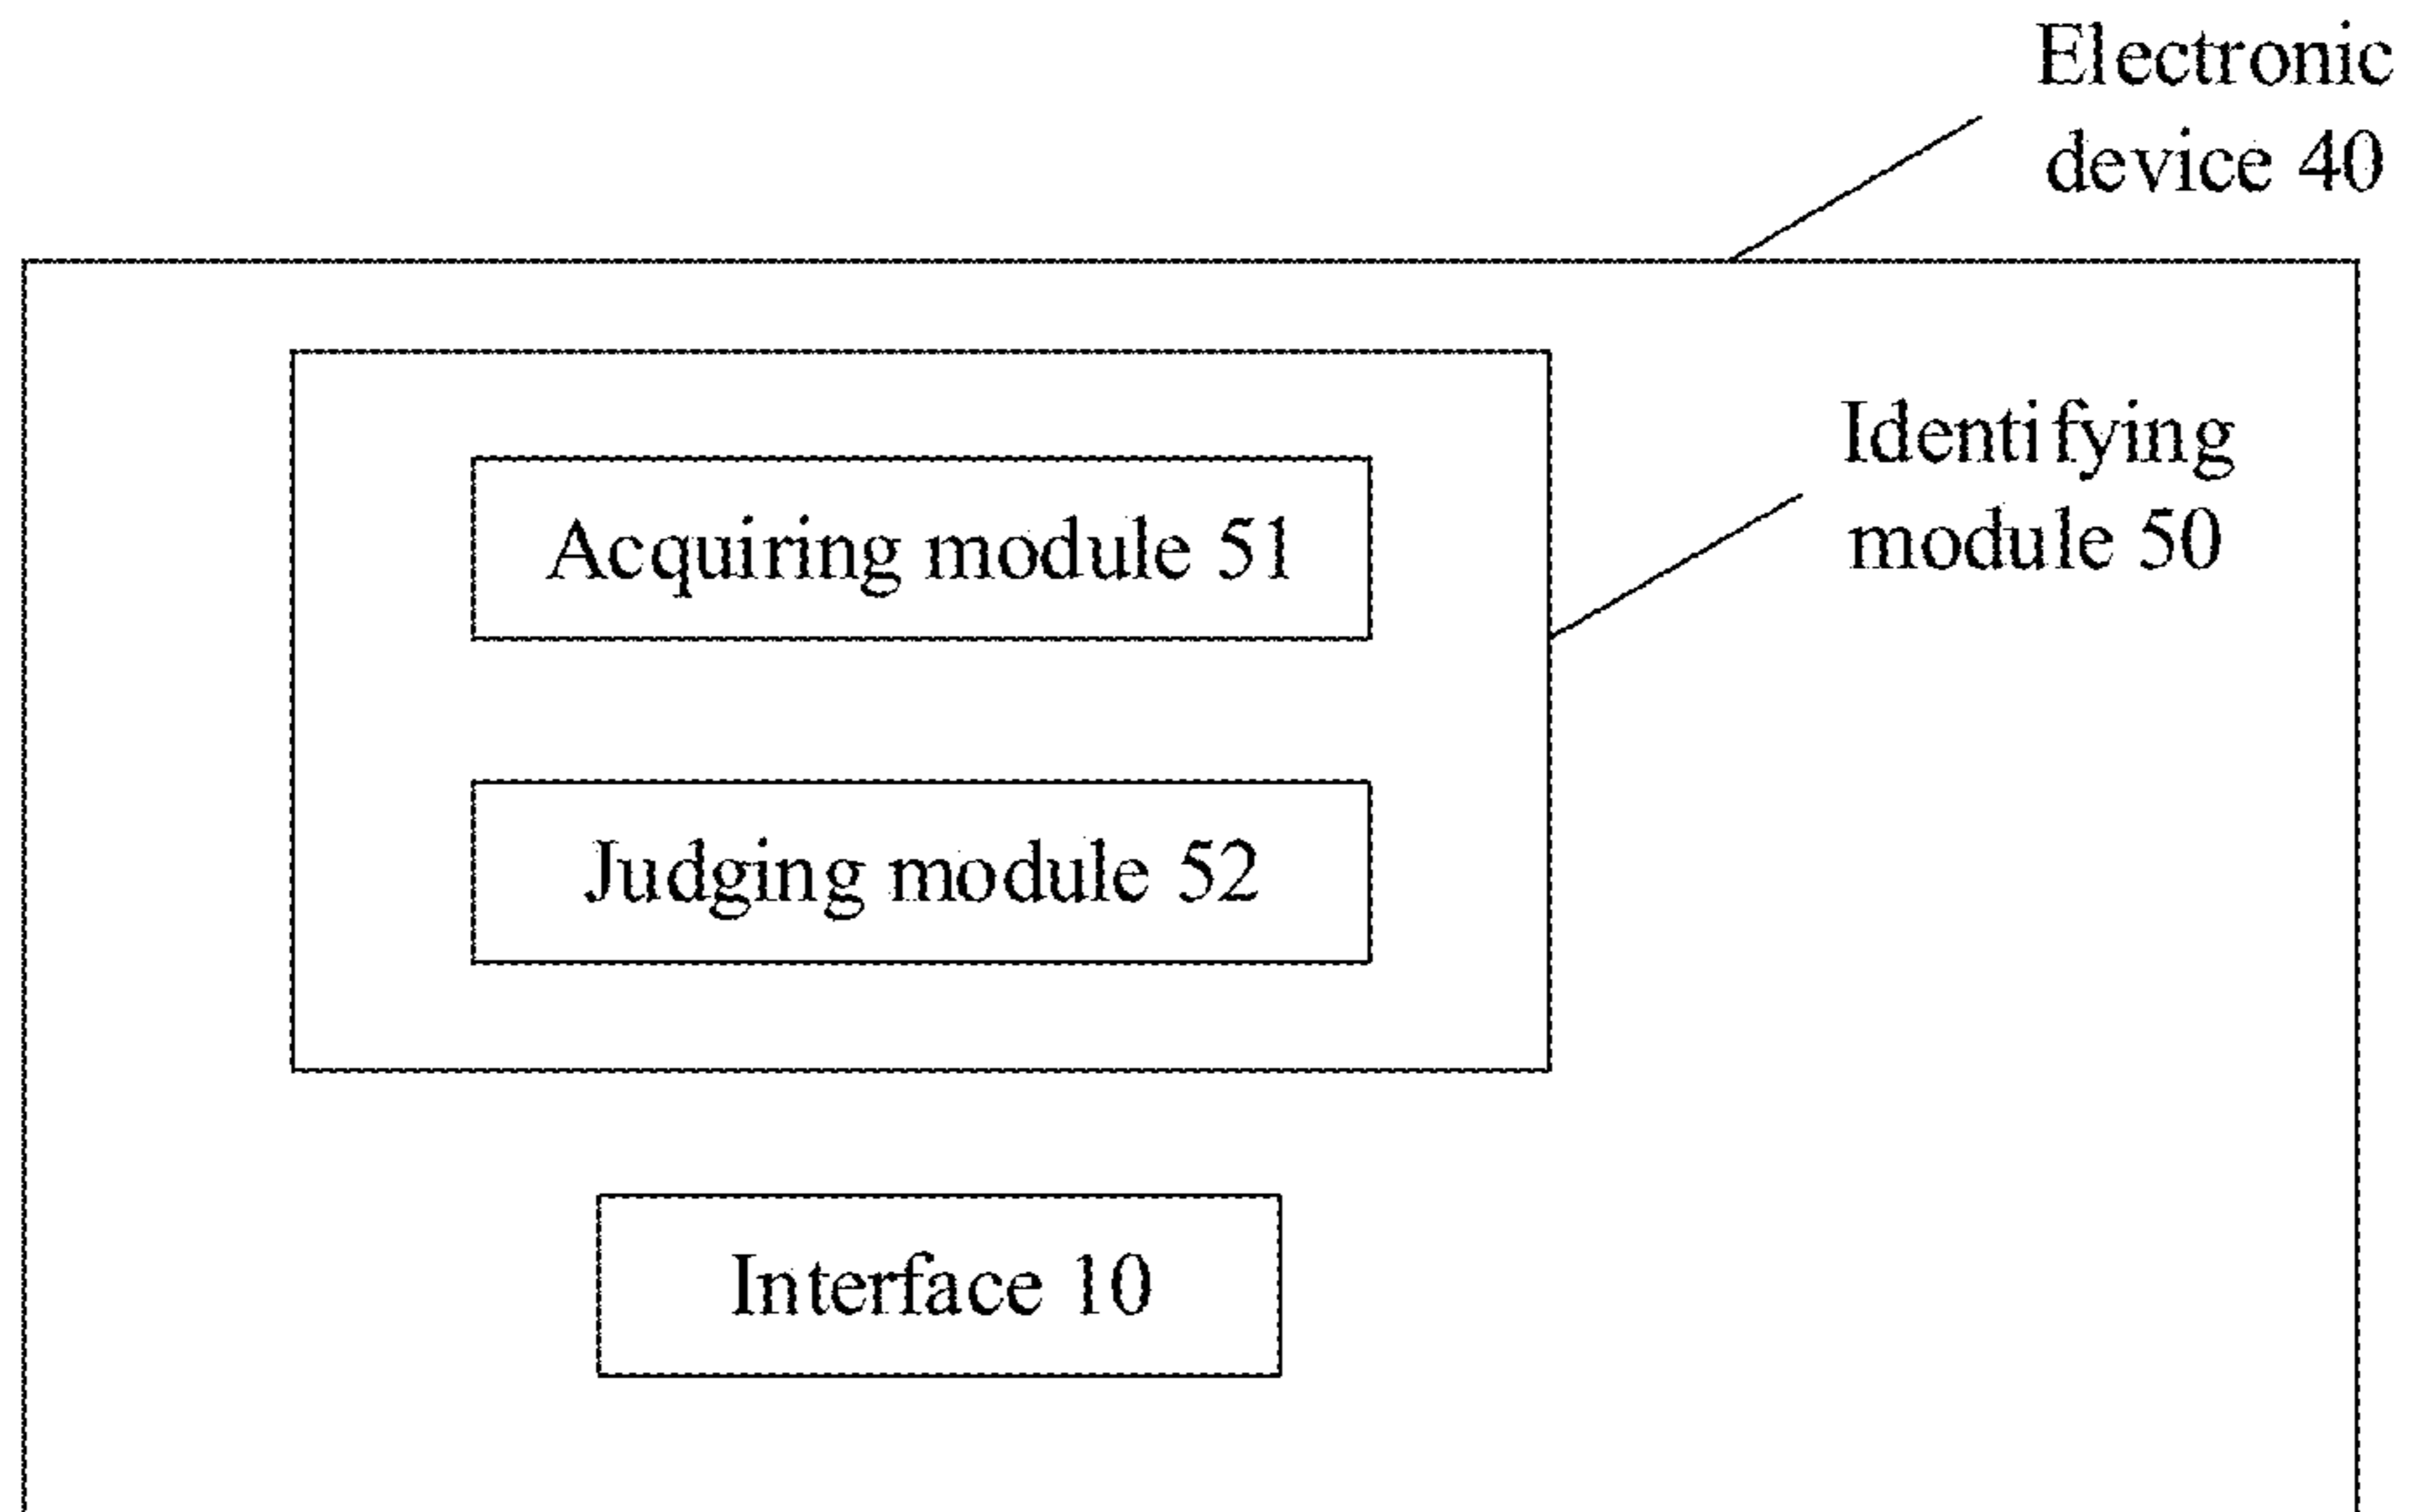 Electronic
device 40
Identifying
module 50
Acquiring module 51
Judging module 52
Interface 10